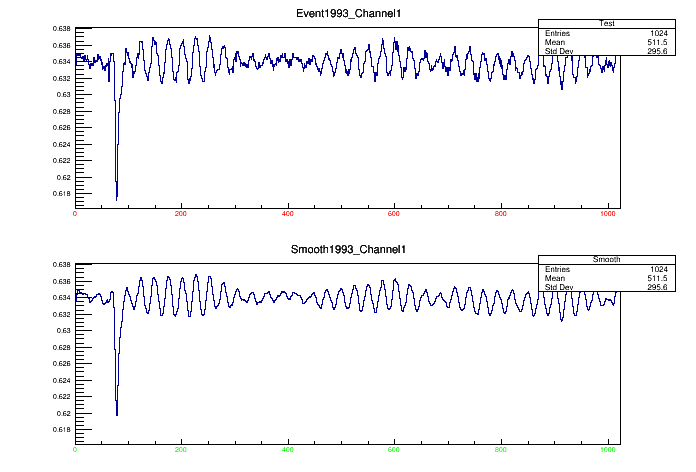 Event1993_Channel1
Test
Entries 1024
Mean 511.5
Std Dev 295.6
0.638
0.636
0.634
0.632
0.63
0.628
0.626
0.624
0.622
0.62
0.618
0 200 400 600 800 1000
Smooth1993_Channel1
Smooth
Entries 1024
Mean 511.5
Std Dev 295.6
0.638
0.636
0.634
0.632
0.63
0.628
0.626
0.624
0.622
0.62
0.618
0 200 400 600 800 1000